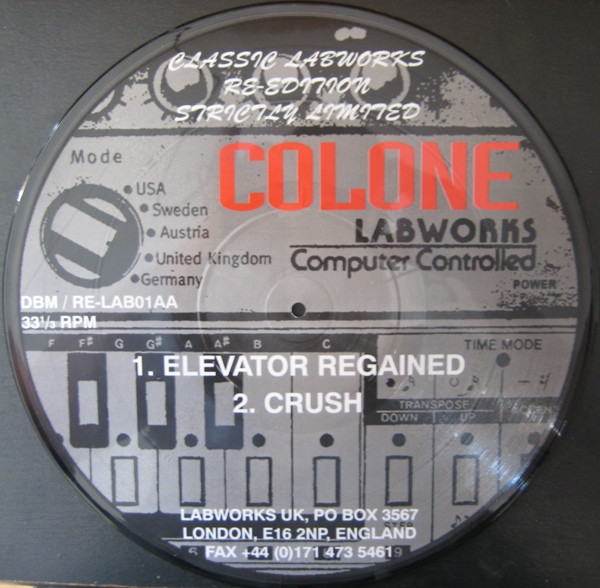 CLASSIC LABWORKS
RE-EDITION
STRICTLY LIMITED
Mode
COLONE
USA
Sweden
Austria
United Kingdom
Germany
LABWORKS
Computer Controlled
POWER
DBM / RE-LAB01AA
33⅓ RPM
F F# G G# A A# B C
TIME MODE
1. ELEVATOR REGAINED
2. CRUSH
TRANSPOSE
DOWN UP
LABWORKS UK, PO BOX 3567
LONDON, E16 2NP, ENGLAND
FAX +44 (0)171 473 5461